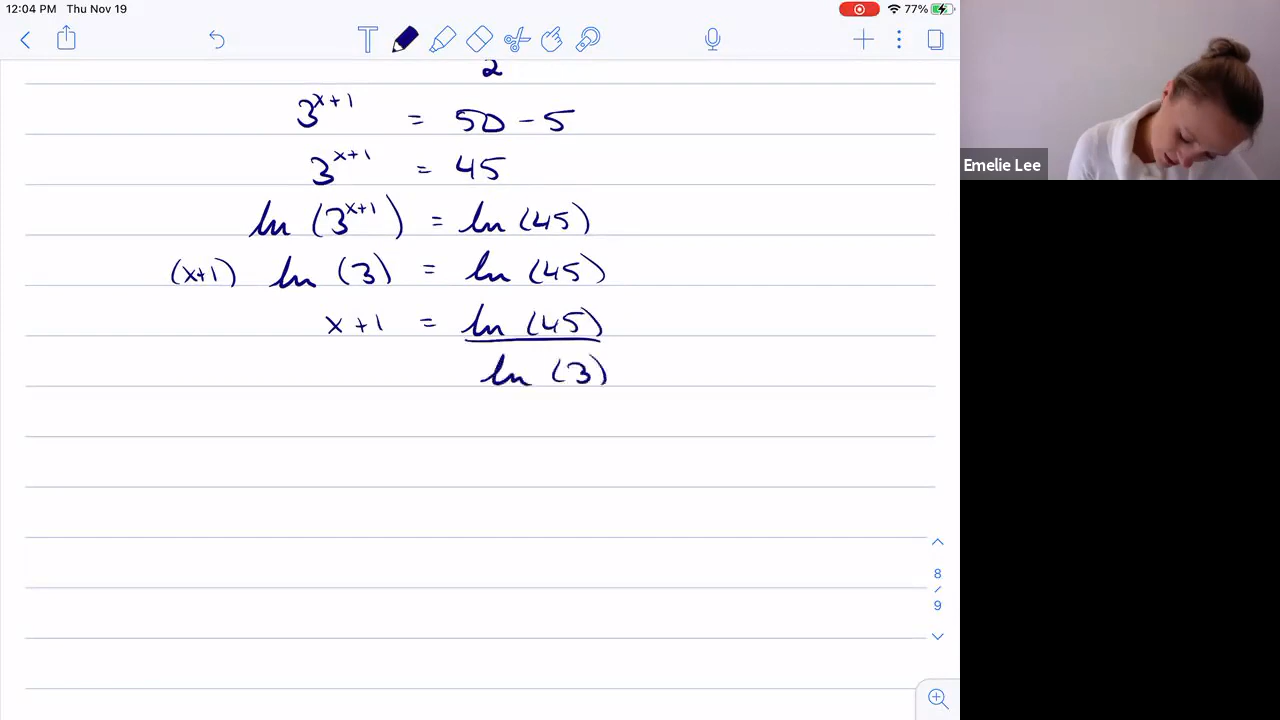 12:04 PM Thu Nov 19
77%
T
2
3^{x+1} = 50 - 5
3^{x+1} = 45
ln (3^{x+1}) = ln (45)
(x+1) ln (3) = ln (45)
x + 1 = ln (45)
ln (3)
Emelie Lee
8
/
9